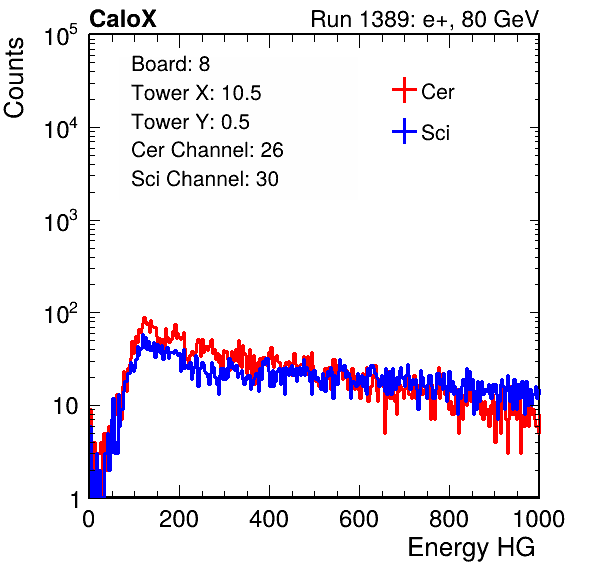 CaloX Run 1389: e+, 80 GeV
Board: 8
Tower X: 10.5
Tower Y: 0.5
Cer Channel: 26
Sci Channel: 30
Cer
Sci
Counts
10^5
10^4
10^3
10^2
10
1
0 200 400 600 800 1000
Energy HG